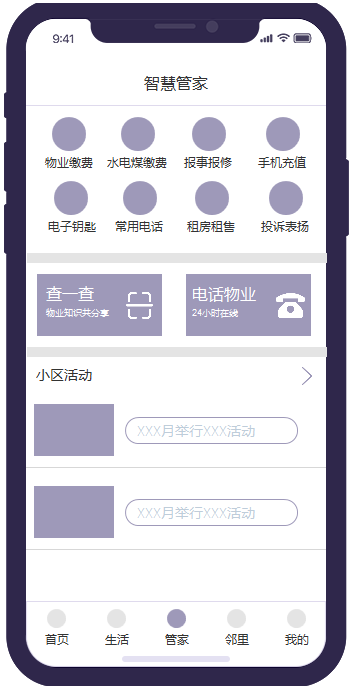 9:41
智慧管家
物业缴费 水电煤缴费 报事报修 手机充值
电子钥匙 常用电话 租房租售 投诉表扬
查一查 电话物业
物业知识共分享 24小时在线
小区活动
XXX月举行XXX活动
XXX月举行XXX活动
首页 生活 管家 邻里 我的